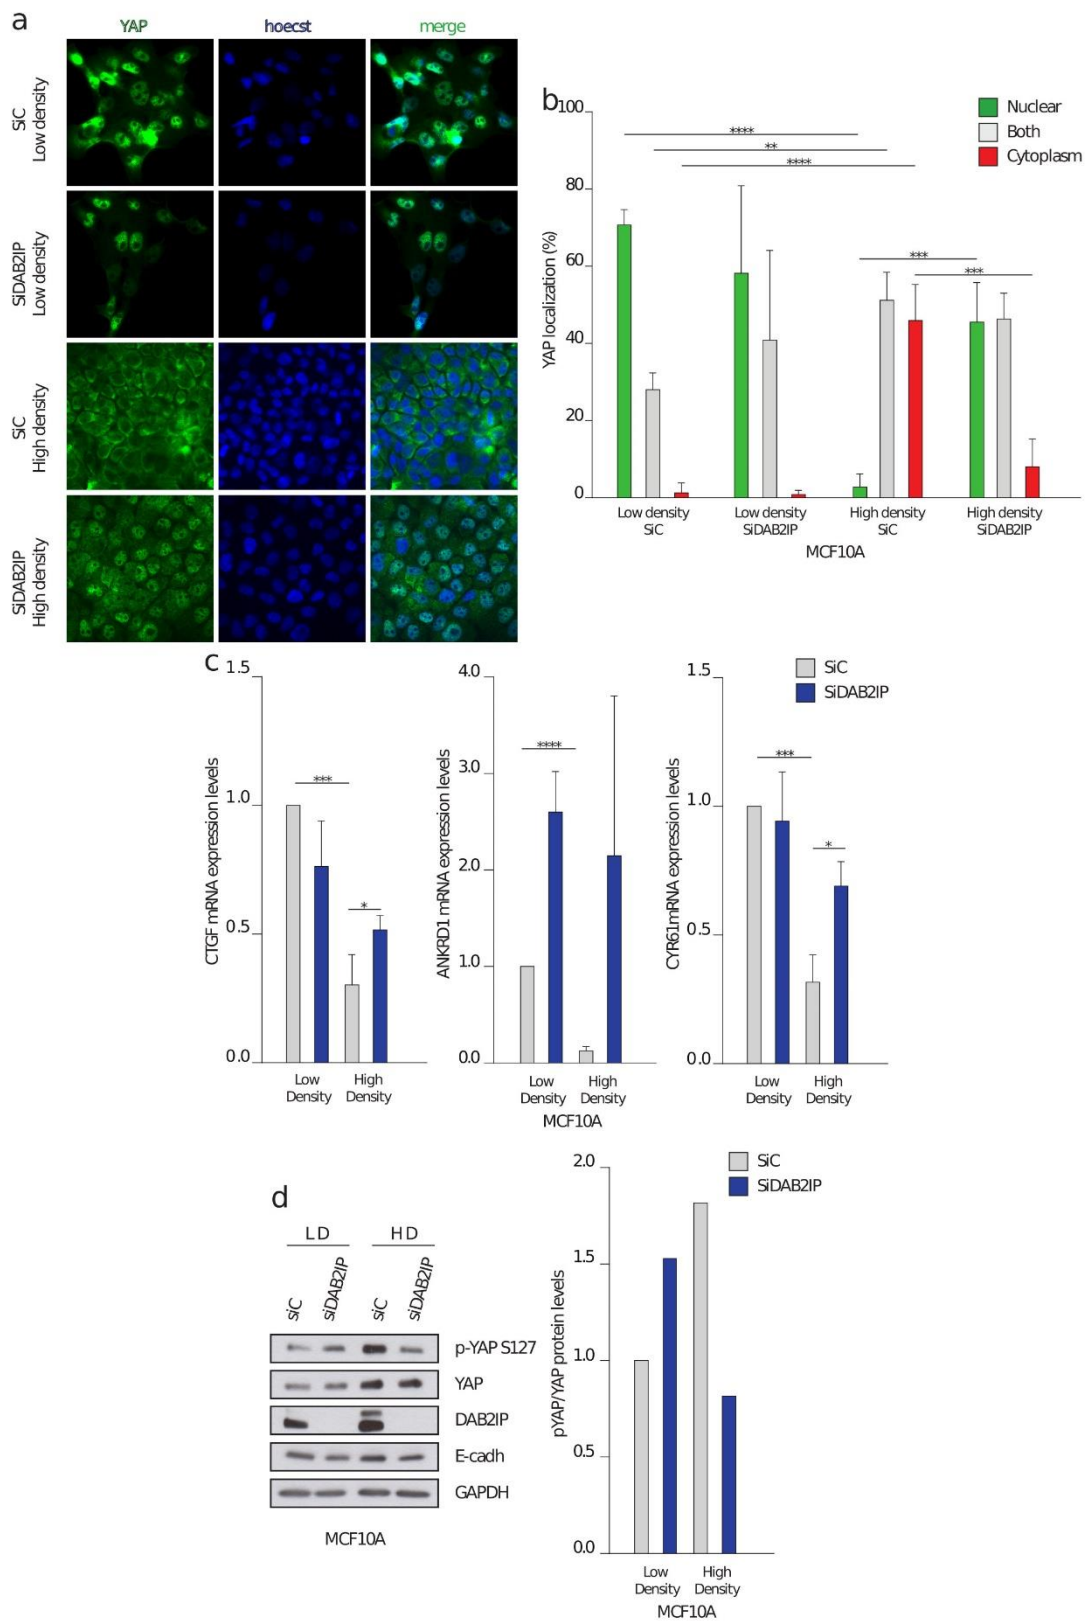 a
YAP
hoecst
merge
SiC
Low density
SiDAB2IP
Low density
SiC
High density
SiDAB2IP
High density
b
Nuclear
Both
Cytoplasm
YAP localization (%)
100
80
60
40
20
0
****
**
****
***
***
Low density
SiC
Low density
SiDAB2IP
High density
SiC
High density
SiDAB2IP
MCF10A
c
SiC
SiDAB2IP
CTGF mRNA expression levels
1.5
1.0
0.5
0.0
***
*
Low
Density
High
Density
ANKRD1 mRNA expression levels
4.0
3.0
2.0
1.0
0.0
****
Low
Density
High
Density
MCF10A
CYR61mRNA expression levels
1.5
1.0
0.5
0.0
***
*
Low
Density
High
Density
d
LD
HD
siC
siDAB2IP
siC
siDAB2IP
p-YAP S127
YAP
DAB2IP
E-cadh
GAPDH
MCF10A
SiC
SiDAB2IP
pYAP/YAP protein levels
2.0
1.5
1.0
0.5
0.0
Low
Density
High
Density
MCF10A